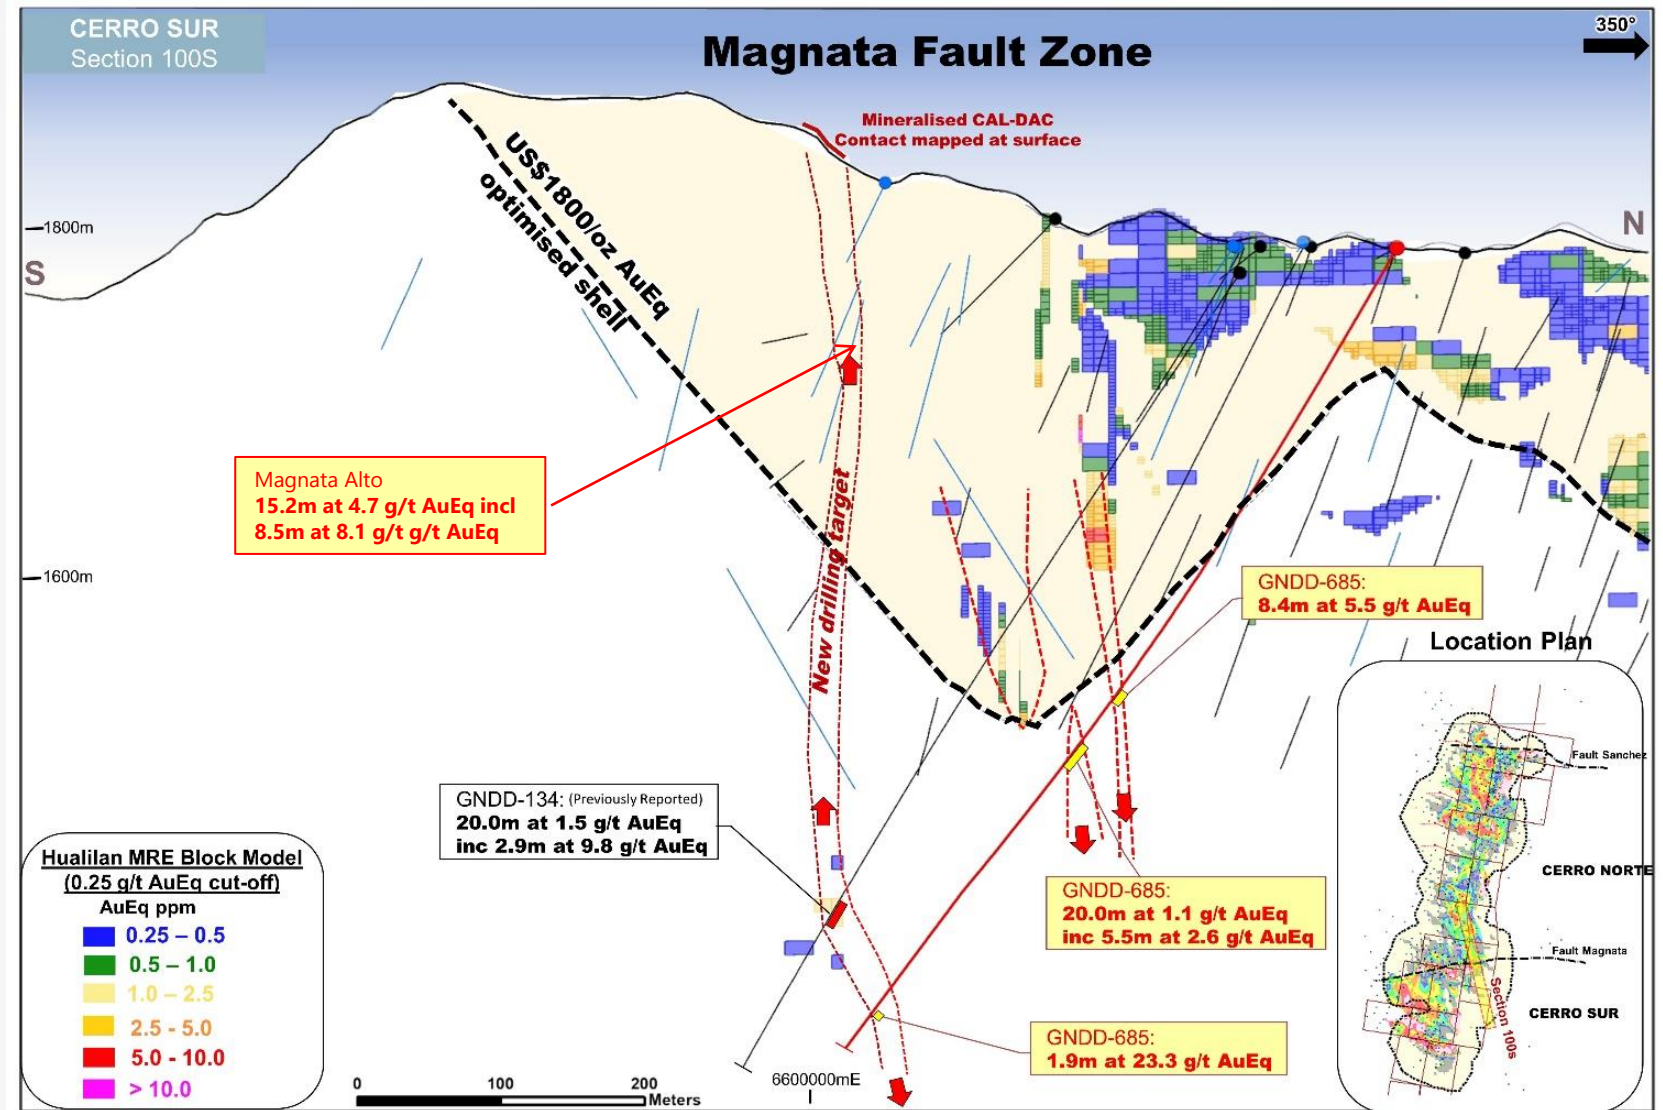 CERRO SUR
Section 100S
Magnata Fault Zone
350°
Mineralised CAL-DAC
Contact mapped at surface
US$1800/oz AuEq
optimised shell
1800m
S
N
Magnata Alto
15.2m at 4.7 g/t AuEq incl
8.5m at 8.1 g/t g/t AuEq
New drilling target
1600m
GNDD-685:
8.4m at 5.5 g/t AuEq
Location Plan
Fault Sanchez
CERRO NORTE
Fault Magnata
CERRO SUR
Section 100s
GNDD-134: (Previously Reported)
20.0m at 1.5 g/t AuEq
inc 2.9m at 9.8 g/t AuEq
GNDD-685:
20.0m at 1.1 g/t AuEq
inc 5.5m at 2.6 g/t AuEq
GNDD-685:
1.9m at 23.3 g/t AuEq
Hualilan MRE Block Model
(0.25 g/t AuEq cut-off)
AuEq ppm
0.25 – 0.5
0.5 – 1.0
1.0 – 2.5
2.5 - 5.0
5.0 - 10.0
> 10.0
0 100 200
Meters
6600000mE